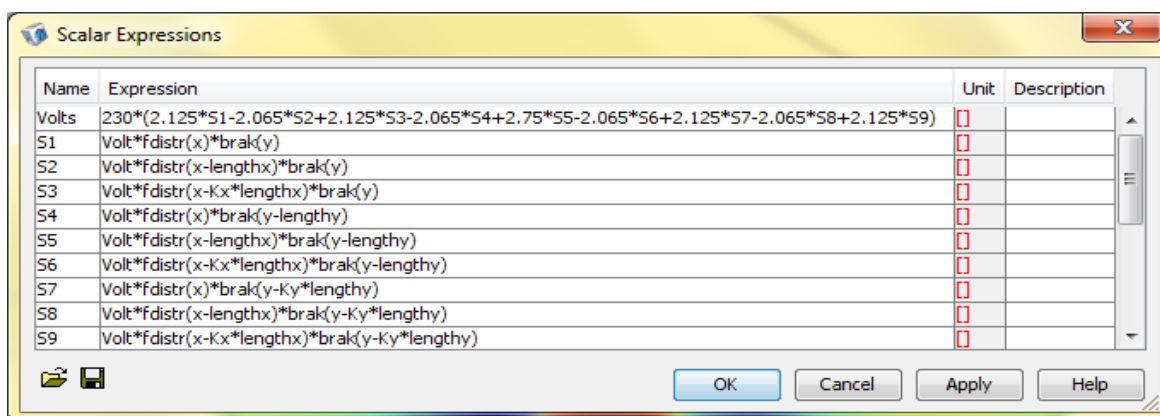 Scalar Expressions
Name Expression Unit Description
Volts 230*(2.125*S1-2.065*S2+2.125*S3-2.065*S4+2.75*S5-2.065*S6+2.125*S7-2.065*S8+2.125*S9) []
S1 Volt*fdistr(x)*brak(y) []
S2 Volt*fdistr(x-lengthx)*brak(y) []
S3 Volt*fdistr(x-Kx*lengthx)*brak(y) []
S4 Volt*fdistr(x)*brak(y-lengthy) []
S5 Volt*fdistr(x-lengthx)*brak(y-lengthy) []
S6 Volt*fdistr(x-Kx*lengthx)*brak(y-lengthy) []
S7 Volt*fdistr(x)*brak(y-Ky*lengthy) []
S8 Volt*fdistr(x-lengthx)*brak(y-Ky*lengthy) []
S9 Volt*fdistr(x-Kx*lengthx)*brak(y-Ky*lengthy) []
OK Cancel Apply Help